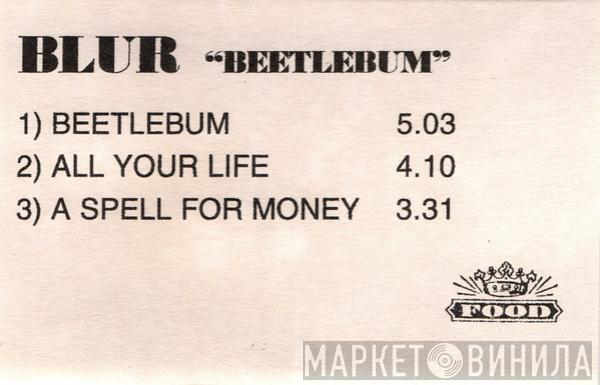 BLUR “BEETLEBUM”
1) BEETLEBUM 5.03
2) ALL YOUR LIFE 4.10
3) A SPELL FOR MONEY 3.31
FOOD
МАРКЕТ ВИНИЛА